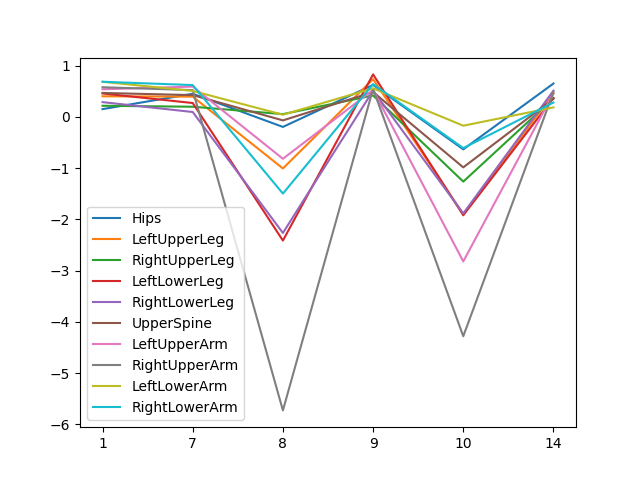 1
0
−1
−2
−3
−4
−5
−6
Hips
LeftUpperLeg
RightUpperLeg
LeftLowerLeg
RightLowerLeg
UpperSpine
LeftUpperArm
RightUpperArm
LeftLowerArm
RightLowerArm
1 7 8 9 10 14